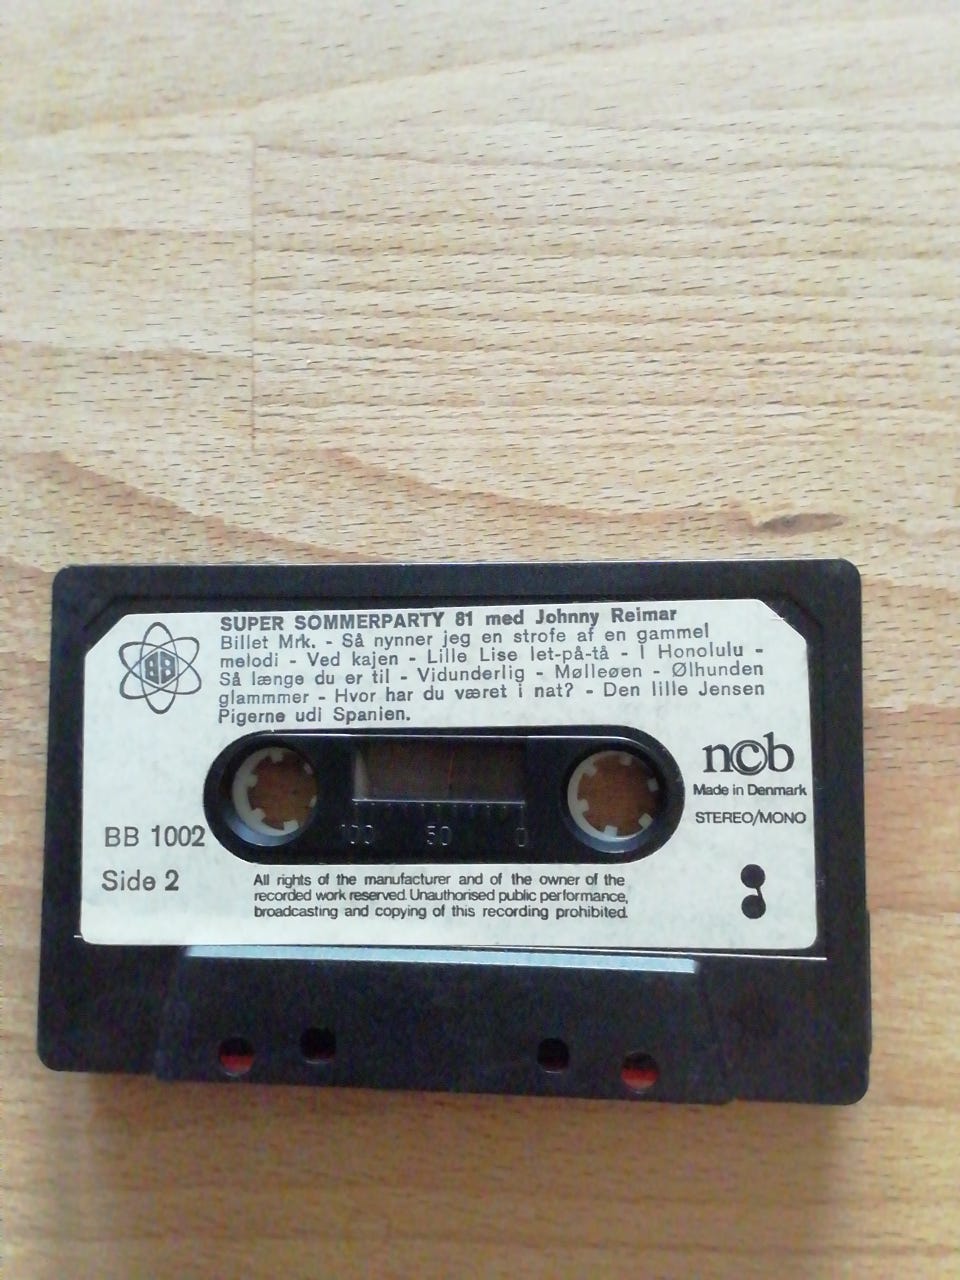 SUPER SOMMERPARTY 81 med Johnny Reimar
Billet Mrk. - Så nynner jeg en strofe af en gammel
melodi - Ved kajen - Lille Lise let-på-tå - I Honolulu -
Så længe du er til - Vidunderlig - Mølleøen - Ølhunden
glammmer - Hvor har du været i nat? - Den lille Jensen
Pigerne udi Spanien.
BB
ncb
Made in Denmark
STEREO/MONO
100 50 0
BB 1002
Side 2
All rights of the manufacturer and of the owner of the
recorded work reserved. Unauthorised public performance,
broadcasting and copying of this recording prohibited.